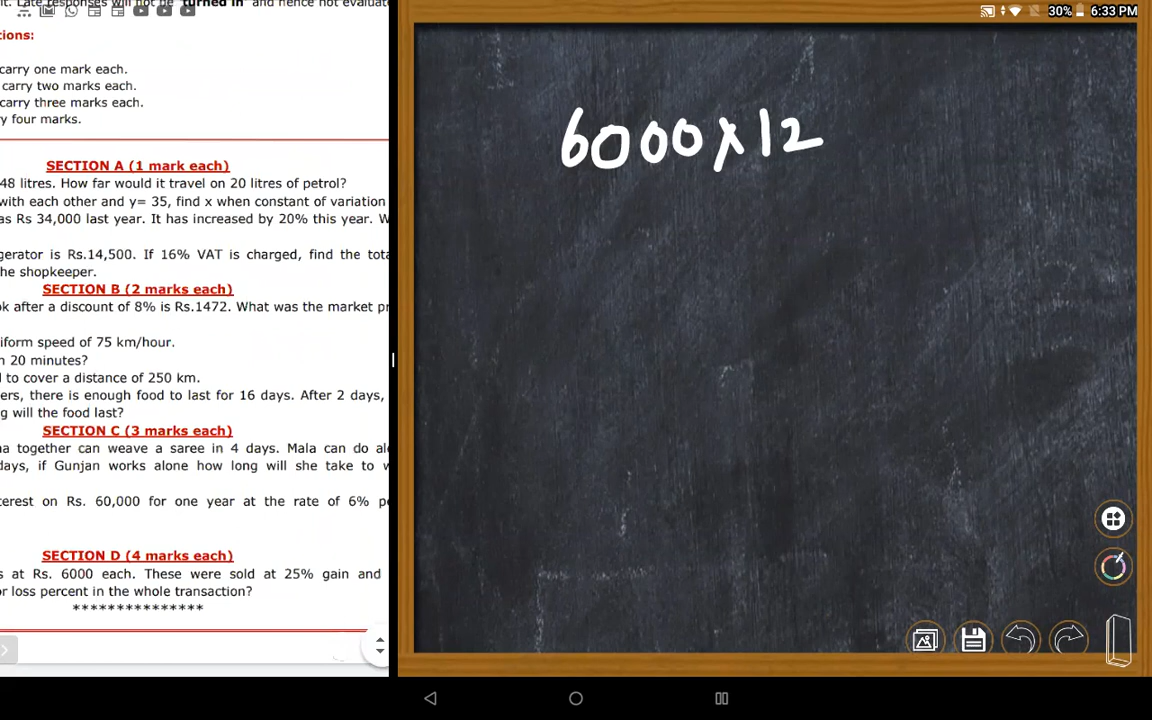 it. Late responses will not be "turned in" and hence not evaluate
30% 6:33 PM
tions:
carry one mark each.
carry two marks each.
carry three marks each.
y four marks.
SECTION A (1 mark each)
48 litres. How far would it travel on 20 litres of petrol?
with each other and y= 35, find x when constant of variation
as Rs 34,000 last year. It has increased by 20% this year. W
gerator is Rs.14,500. If 16% VAT is charged, find the tota
he shopkeeper.
SECTION B (2 marks each)
ok after a discount of 8% is Rs.1472. What was the market pr
iform speed of 75 km/hour.
n 20 minutes?
d to cover a distance of 250 km.
ers, there is enough food to last for 16 days. After 2 days,
g will the food last?
SECTION C (3 marks each)
na together can weave a saree in 4 days. Mala can do al
days, if Gunjan works alone how long will she take to w
terest on Rs. 60,000 for one year at the rate of 6% p
SECTION D (4 marks each)
s at Rs. 6000 each. These were sold at 25% gain and
or loss percent in the whole transaction?
***************
6000 x 12